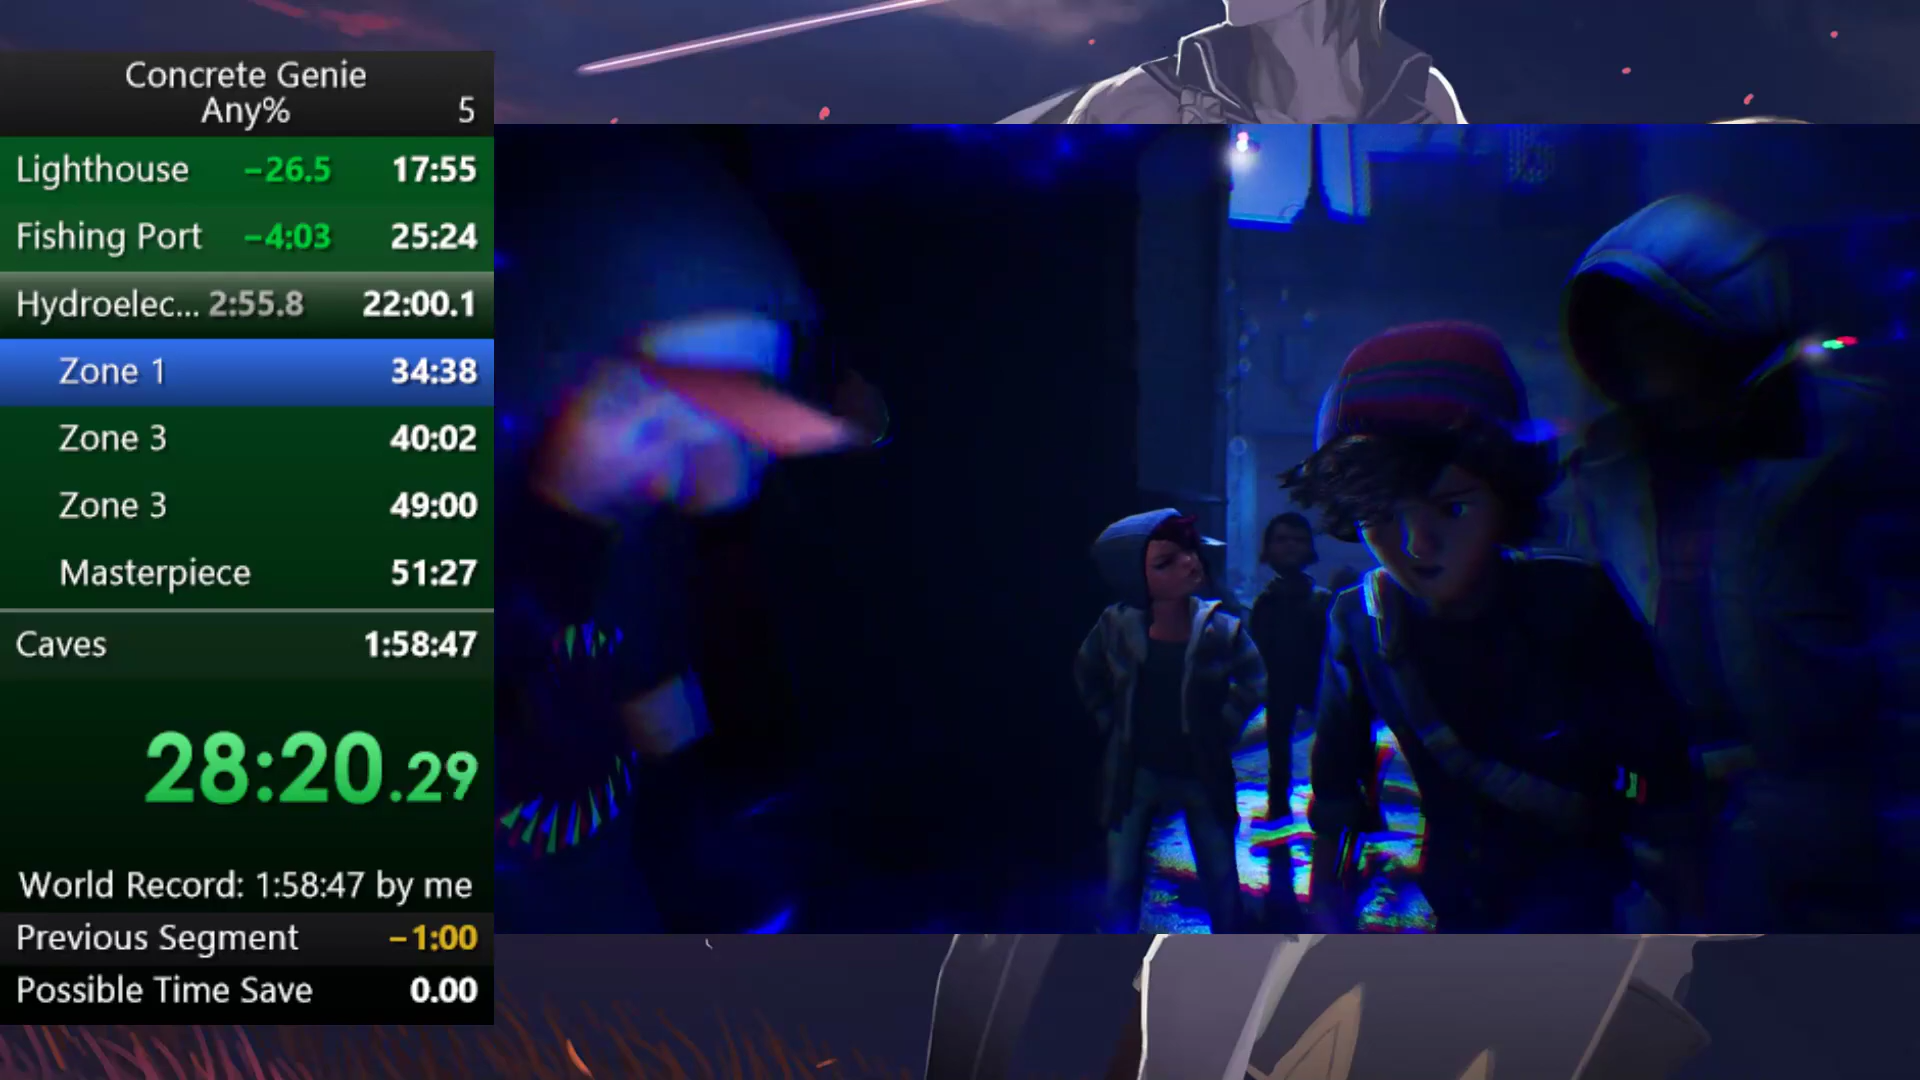 Concrete Genie
Any% 5
Lighthouse -26.5 17:55
Fishing Port -4:03 25:24
Hydroelec... 2:55.8 22:00.1
Zone 1 34:38
Zone 3 40:02
Zone 3 49:00
Masterpiece 51:27
Caves 1:58:47
28:20.29
World Record: 1:58:47 by me
Previous Segment -1:00
Possible Time Save 0.00